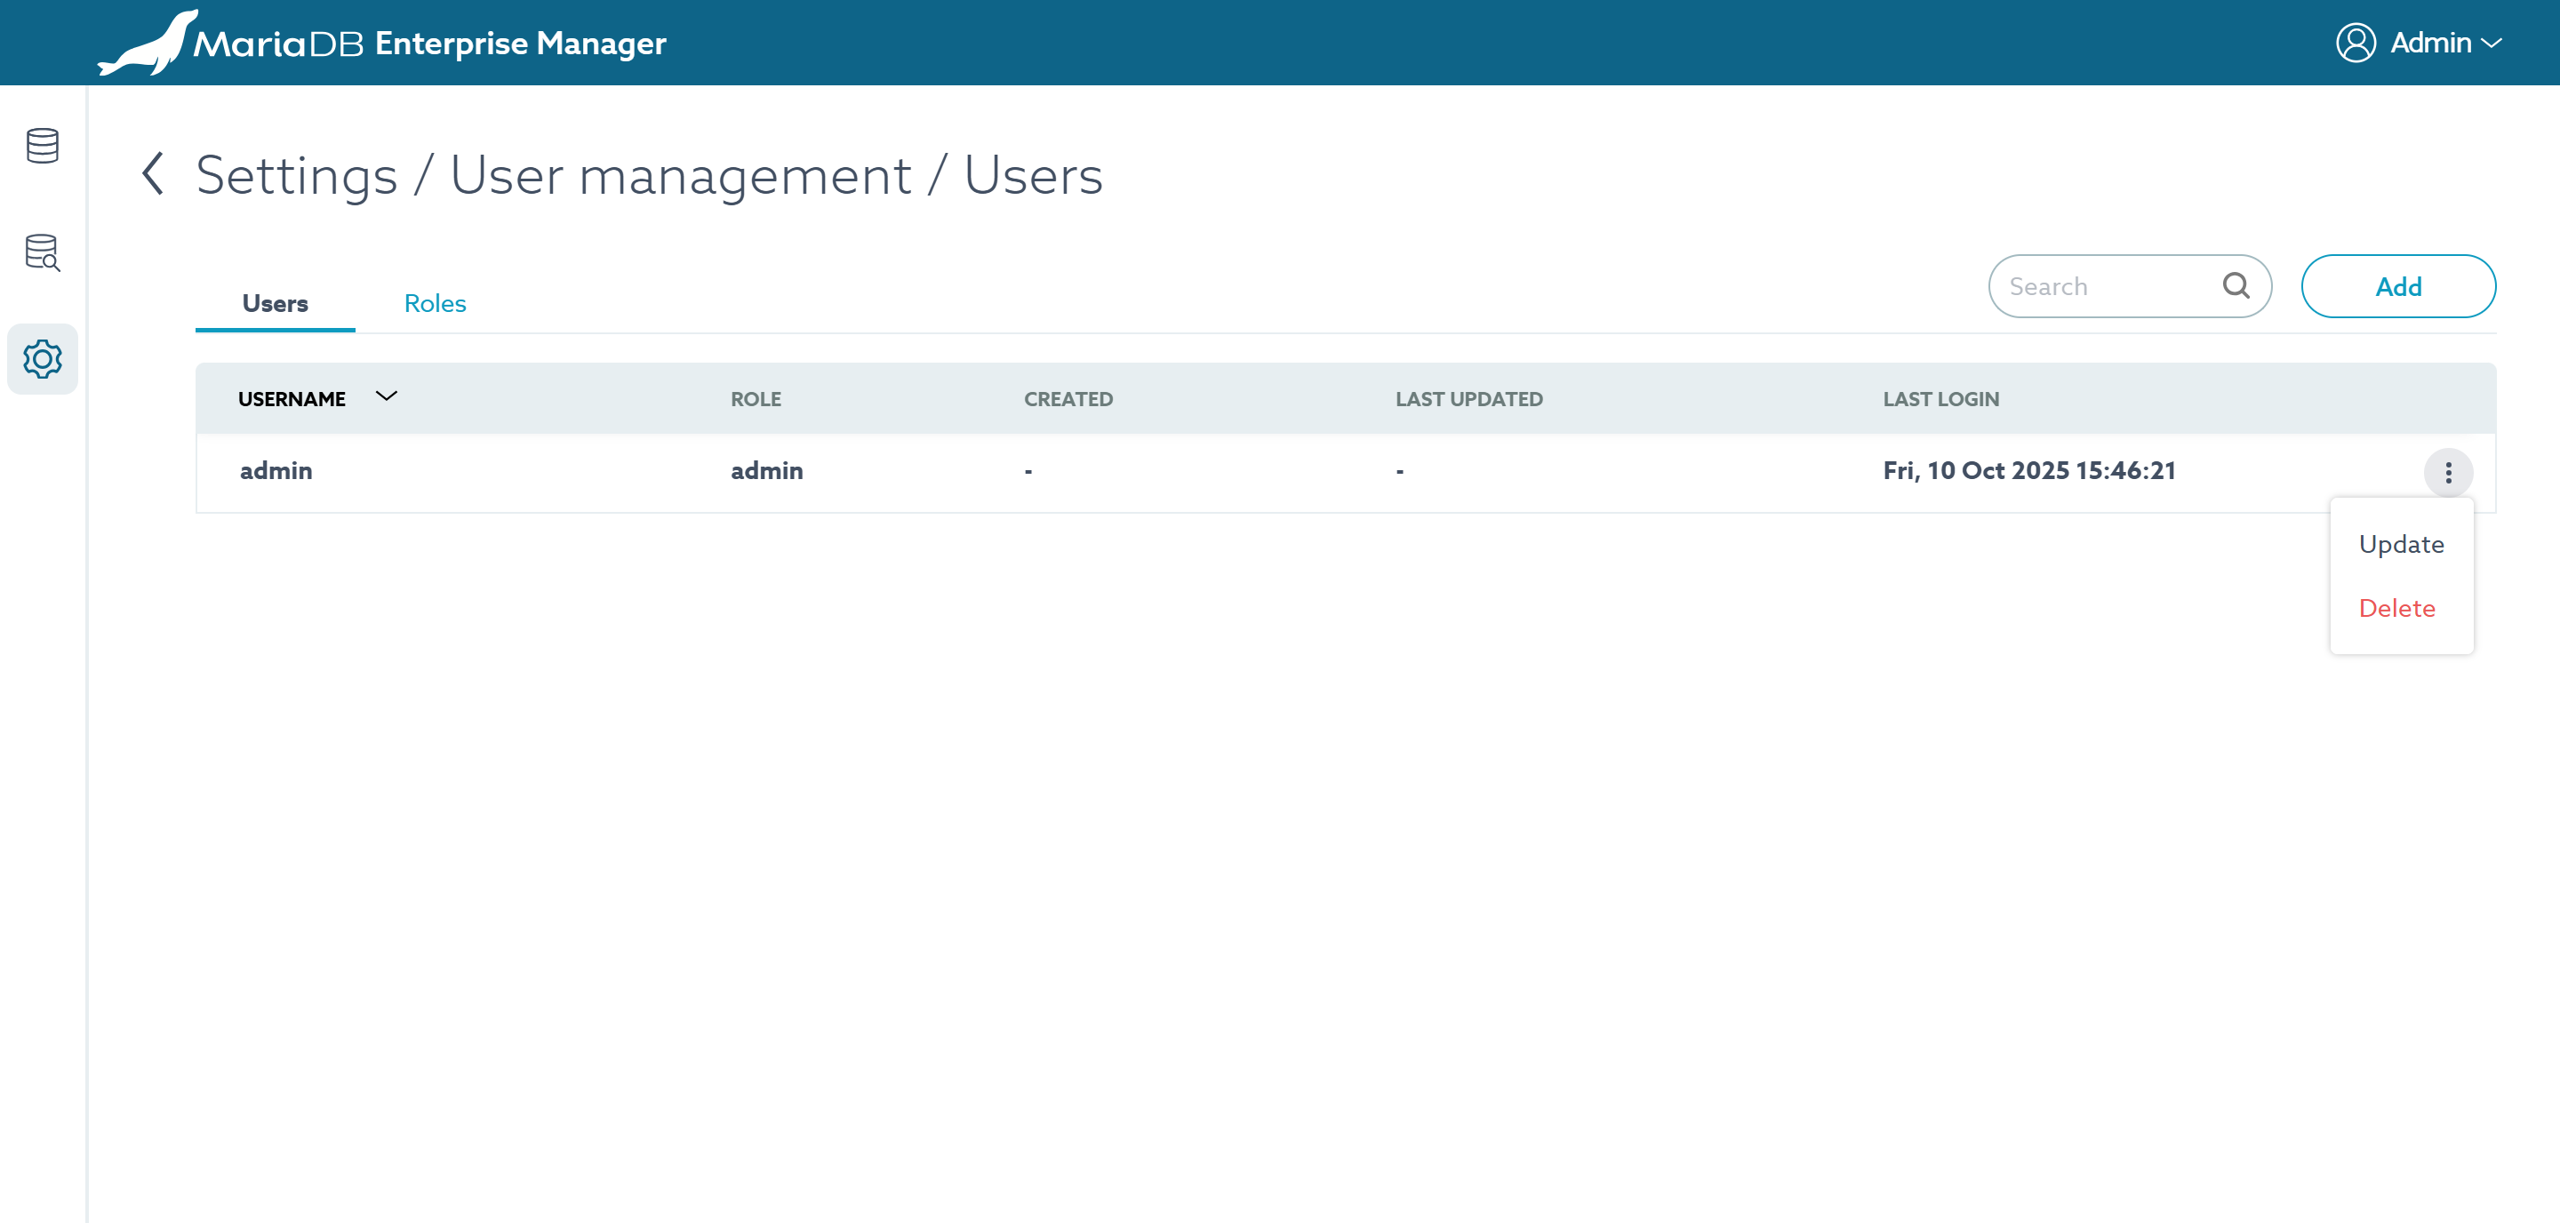 MariaDB Enterprise Manager
Admin
Settings / User management / Users
Users Roles Search Add
USERNAME ROLE CREATED LAST UPDATED LAST LOGIN
admin admin - - Fri, 10 Oct 2025 15:46:21
Update
Delete